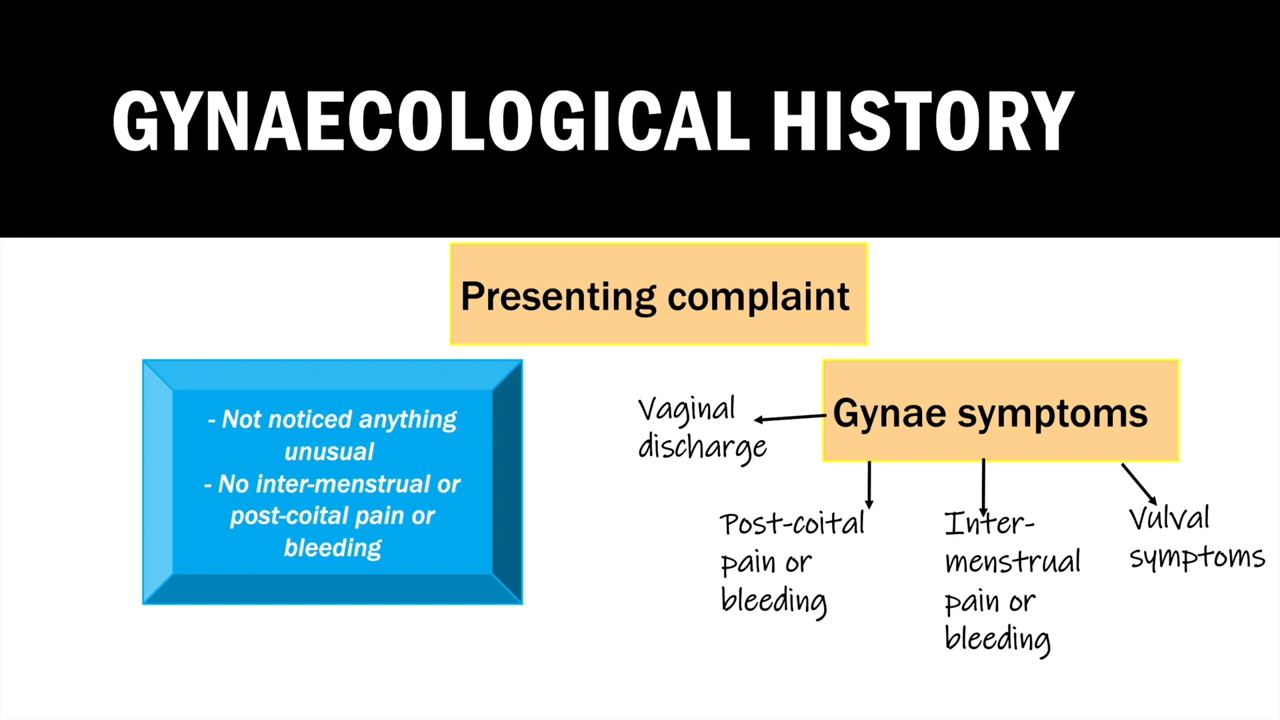 GYNAECOLOGICAL HISTORY
Presenting complaint
- Not noticed anything
unusual
- No inter-menstrual or
post-coital pain or
bleeding
Gynae symptoms
Vaginal
discharge
Post-coital
pain or
bleeding
Inter-
menstrual
pain or
bleeding
Vulval
symptoms